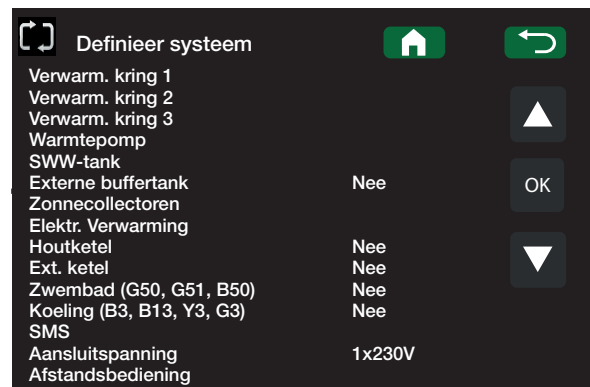 Definieer systeem
Verwarm. kring 1
Verwarm. kring 2
Verwarm. kring 3
Warmtepomp
SWW-tank
Externe buffertank Nee
OK
Zonnecollectoren
Elektr. Verwarming
Houtketel Nee
Ext. ketel Nee
Zwembad (G50, G51, B50) Nee
Koeling (B3, B13, Y3, G3) Nee
SMS
Aansluitspanning 1x230V
Afstandsbediening